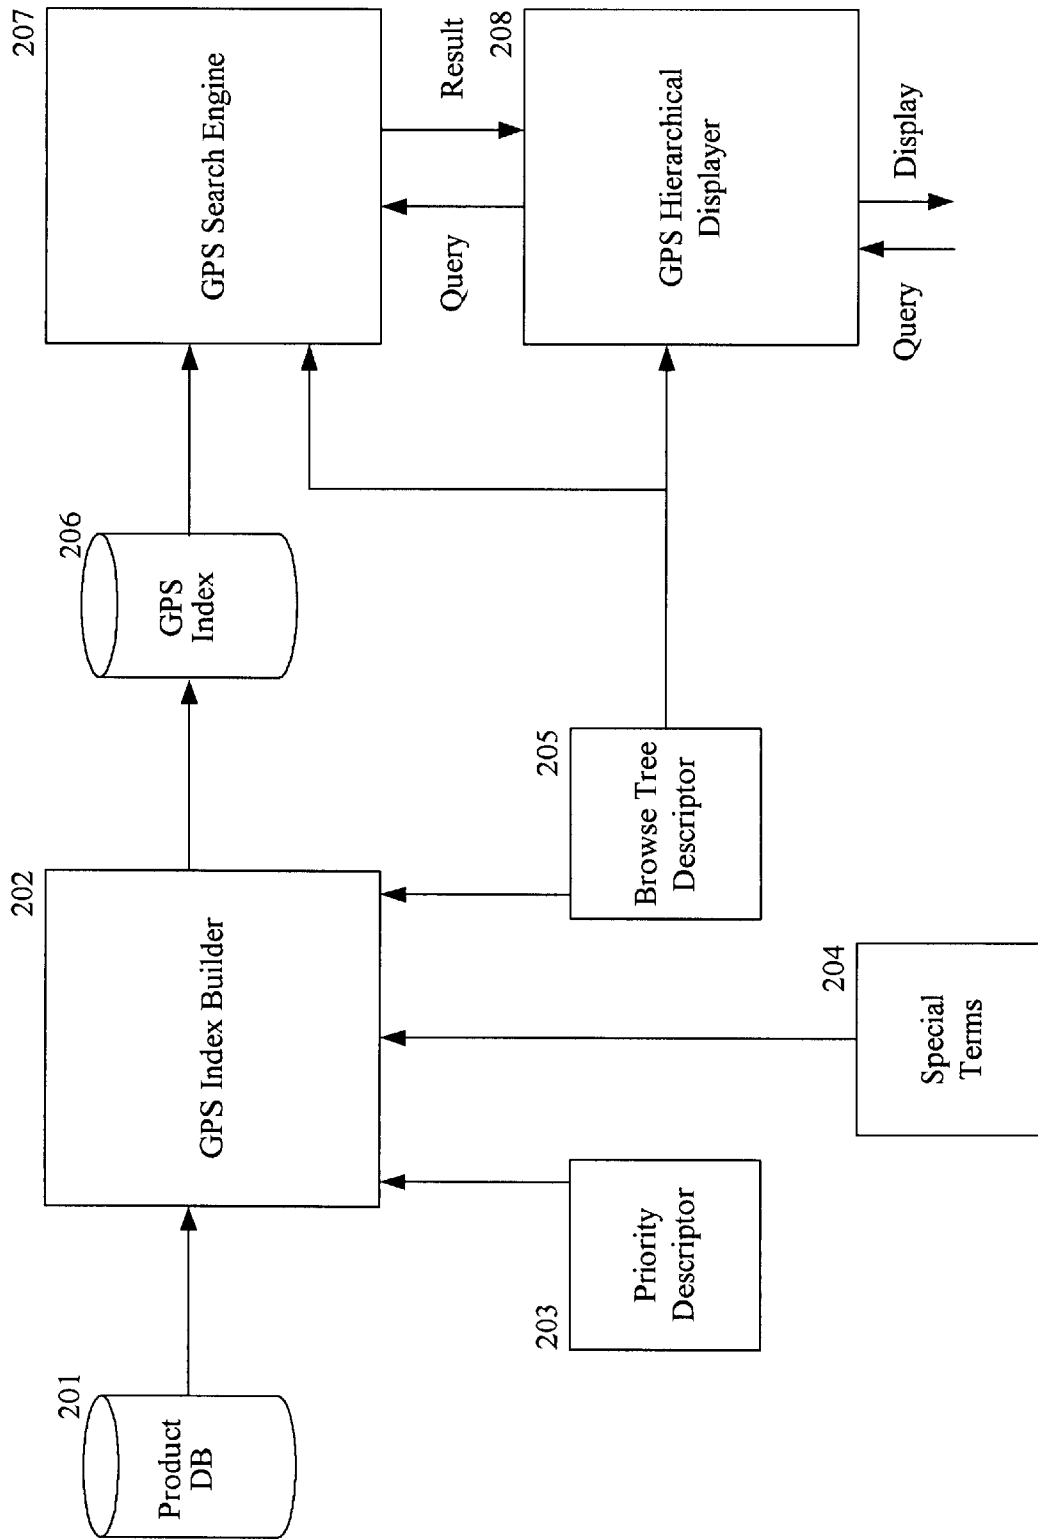 201
Product
DB
202
GPS Index Builder
203
Priority
Descriptor
204
Special
Terms
205
Browse Tree
Descriptor
206
GPS
Index
207
GPS Search Engine
Query
Result
208
GPS Hierarchical
Displayer
Query
Display